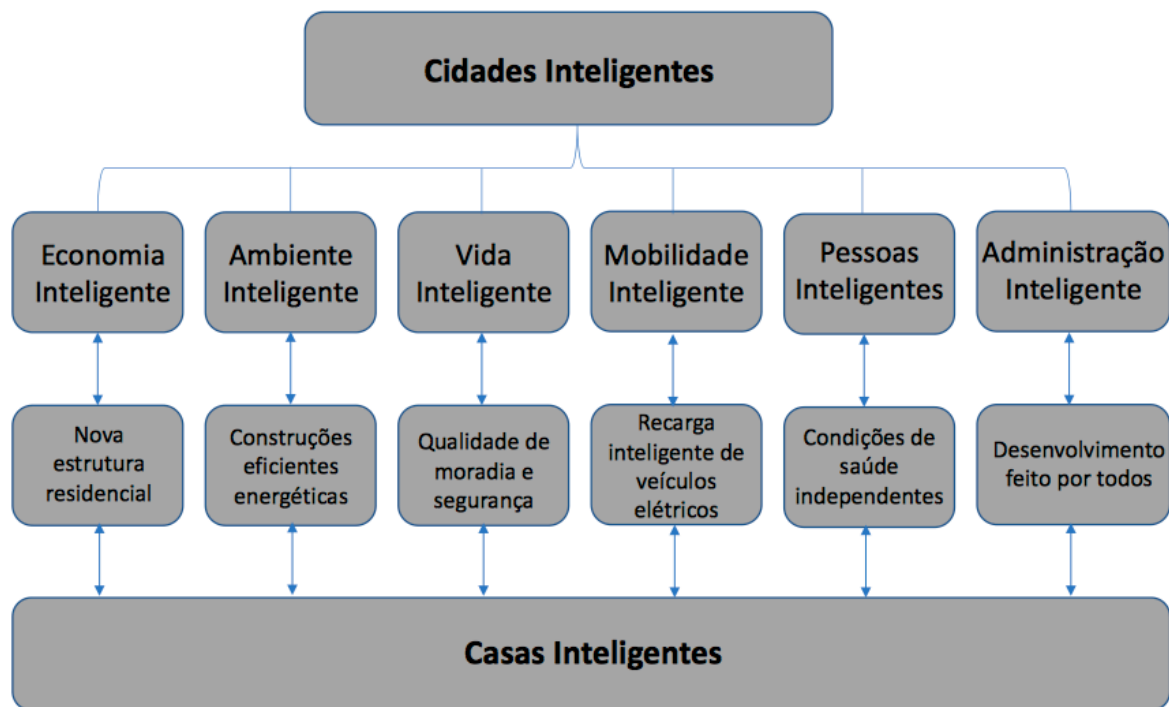 Cidades Inteligentes
Economia
Inteligente
Ambiente
Inteligente
Vida
Inteligente
Mobilidade
Inteligente
Pessoas
Inteligentes
Administração
Inteligente
Nova
estrutura
residencial
Construções
eficientes
energéticas
Qualidade de
moradia e
segurança
Recarga
inteligente de
veículos
elétricos
Condições de
saúde
independentes
Desenvolvimento
feito por todos
Casas Inteligentes